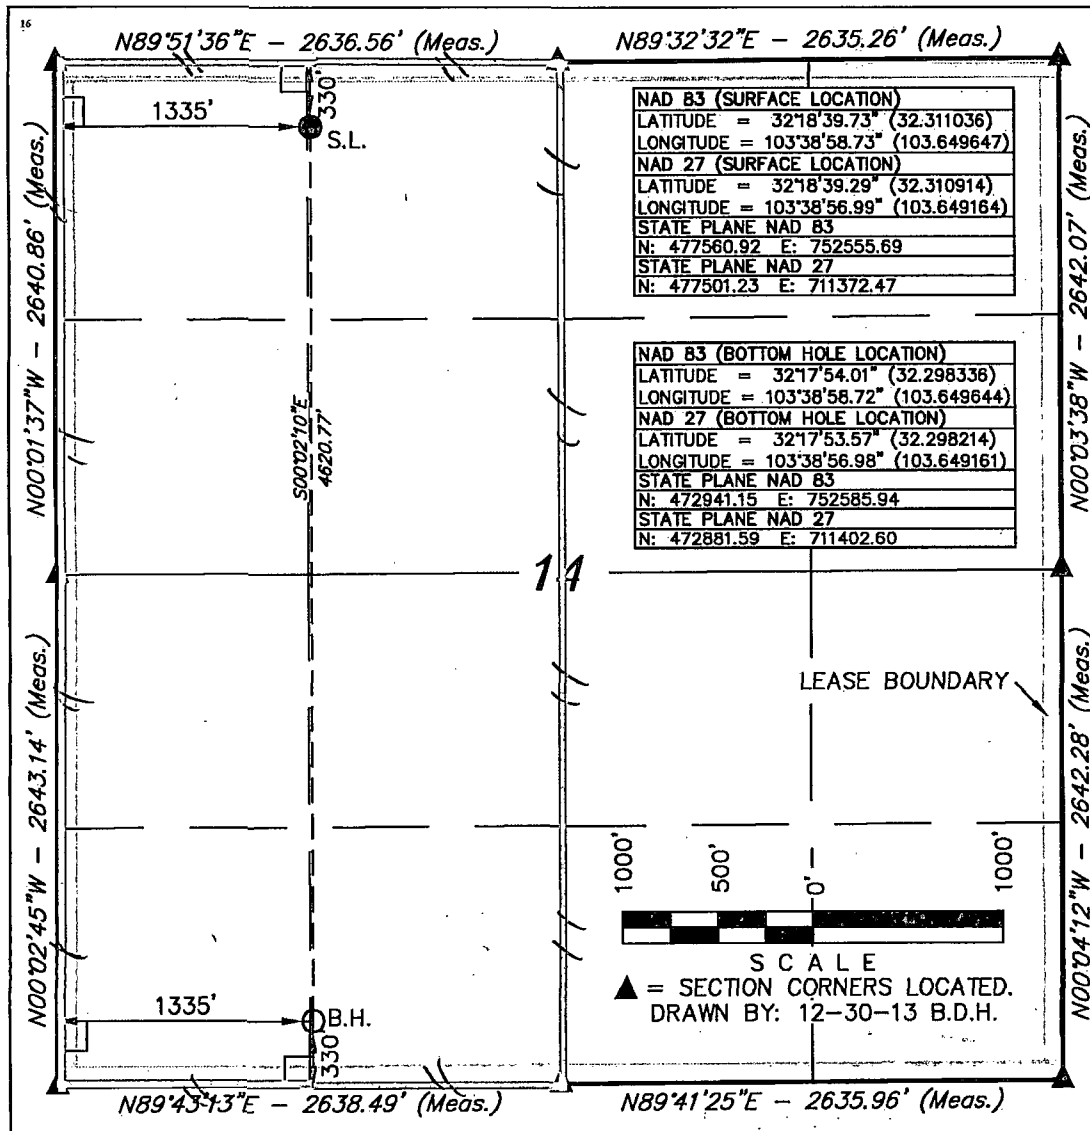 16
N89°51'36"E - 2636.56' (Meas.)
N89°32'32"E - 2635.26' (Meas.)
1335'
330'
S.L.
N00°01'37"W - 2640.86' (Meas.)
N00°03'38"W - 2642.07' (Meas.)
NAD 83 (SURFACE LOCATION)
LATITUDE = 32°18'39.73" (32.311036)
LONGITUDE = 103°38'58.73" (103.649647)
NAD 27 (SURFACE LOCATION)
LATITUDE = 32°18'39.29" (32.310914)
LONGITUDE = 103°38'56.99" (103.649164)
STATE PLANE NAD 83
N: 477560.92 E: 752555.69
STATE PLANE NAD 27
N: 477501.23 E: 711372.47
NAD 83 (BOTTOM HOLE LOCATION)
LATITUDE = 32°17'54.01" (32.298336)
LONGITUDE = 103°38'58.72" (103.649644)
NAD 27 (BOTTOM HOLE LOCATION)
LATITUDE = 32°17'53.57" (32.298214)
LONGITUDE = 103°38'56.98" (103.649161)
STATE PLANE NAD 83
N: 472941.15 E: 752585.94
STATE PLANE NAD 27
N: 472881.59 E: 711402.60
S00°02'10"E
4620.77'
14
LEASE BOUNDARY
N00°02'45"W - 2643.14' (Meas.)
N00°04'12"W - 2642.28' (Meas.)
1000'
500'
0'
1000'
SCALE
▲ = SECTION CORNERS LOCATED.
DRAWN BY: 12-30-13 B.D.H.
1335'
B.H.
330'
N89°43'13"E - 2638.49' (Meas.)
N89°41'25"E - 2635.96' (Meas.)